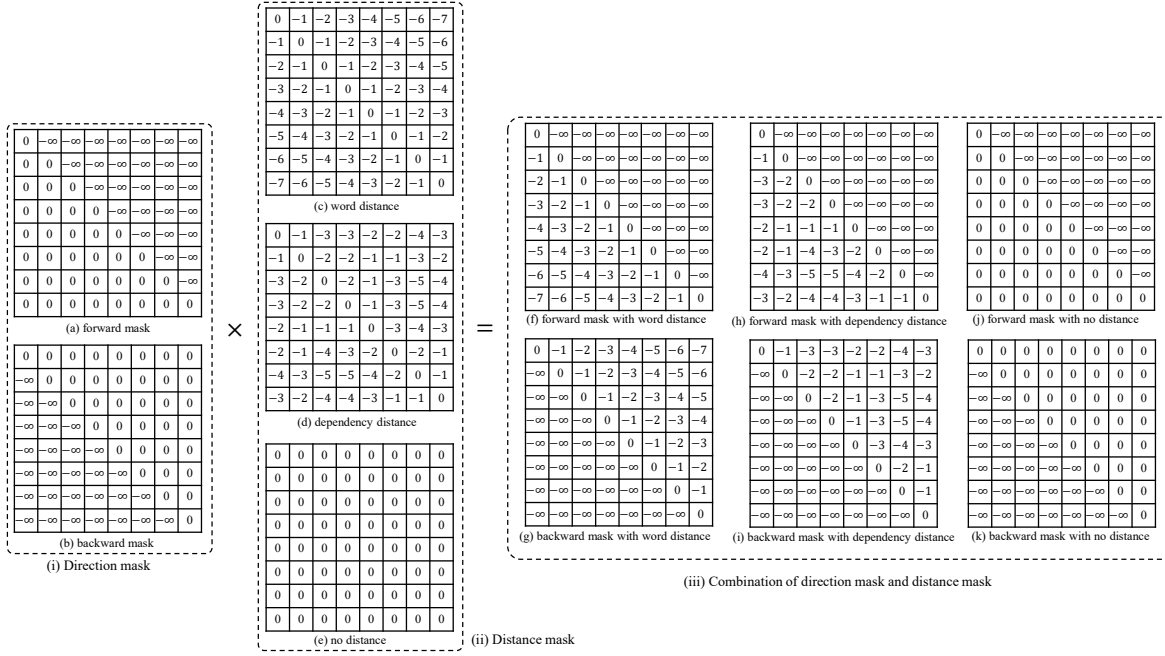 0 −∞ −∞ −∞ −∞ −∞ −∞ −∞
0 0 −∞ −∞ −∞ −∞ −∞ −∞
0 0 0 −∞ −∞ −∞ −∞ −∞
0 0 0 0 −∞ −∞ −∞ −∞
0 0 0 0 0 −∞ −∞ −∞
0 0 0 0 0 0 −∞ −∞
0 0 0 0 0 0 0 −∞
0 0 0 0 0 0 0 0
(a) forward mask
0 0 0 0 0 0 0 0
−∞ 0 0 0 0 0 0 0
−∞ −∞ 0 0 0 0 0 0
−∞ −∞ −∞ 0 0 0 0 0
−∞ −∞ −∞ −∞ 0 0 0 0
−∞ −∞ −∞ −∞ −∞ 0 0 0
−∞ −∞ −∞ −∞ −∞ −∞ 0 0
−∞ −∞ −∞ −∞ −∞ −∞ −∞ 0
(b) backward mask
(i) Direction mask
×
0 −1 −2 −3 −4 −5 −6 −7
−1 0 −1 −2 −3 −4 −5 −6
−2 −1 0 −1 −2 −3 −4 −5
−3 −2 −1 0 −1 −2 −3 −4
−4 −3 −2 −1 0 −1 −2 −3
−5 −4 −3 −2 −1 0 −1 −2
−6 −5 −4 −3 −2 −1 0 −1
−7 −6 −5 −4 −3 −2 −1 0
(c) word distance
0 −1 −3 −3 −2 −2 −4 −3
−1 0 −2 −2 −1 −1 −3 −2
−3 −2 0 −2 −1 −3 −5 −4
−3 −2 −2 0 −1 −3 −5 −4
−2 −1 −1 −1 0 −3 −4 −3
−2 −1 −4 −3 −2 0 −2 −1
−4 −3 −5 −5 −4 −2 0 −1
−3 −2 −4 −4 −3 −1 −1 0
(d) dependency distance
0 0 0 0 0 0 0 0
0 0 0 0 0 0 0 0
0 0 0 0 0 0 0 0
0 0 0 0 0 0 0 0
0 0 0 0 0 0 0 0
0 0 0 0 0 0 0 0
0 0 0 0 0 0 0 0
0 0 0 0 0 0 0 0
(e) no distance
(ii) Distance mask
=
0 −∞ −∞ −∞ −∞ −∞ −∞ −∞
−1 0 −∞ −∞ −∞ −∞ −∞ −∞
−2 −1 0 −∞ −∞ −∞ −∞ −∞
−3 −2 −1 0 −∞ −∞ −∞ −∞
−4 −3 −2 −1 0 −∞ −∞ −∞
−5 −4 −3 −2 −1 0 −∞ −∞
−6 −5 −4 −3 −2 −1 0 −∞
−7 −6 −5 −4 −3 −2 −1 0
(f) forward mask with word distance
0 −∞ −∞ −∞ −∞ −∞ −∞ −∞
−1 0 −∞ −∞ −∞ −∞ −∞ −∞
−3 −2 0 −∞ −∞ −∞ −∞ −∞
−3 −2 −2 0 −∞ −∞ −∞ −∞
−2 −1 −1 −1 0 −∞ −∞ −∞
−2 −1 −4 −3 −2 0 −∞ −∞
−4 −3 −5 −5 −4 −2 0 −∞
−3 −2 −4 −4 −3 −1 −1 0
(h) forward mask with dependency distance
0 −∞ −∞ −∞ −∞ −∞ −∞ −∞
0 0 −∞ −∞ −∞ −∞ −∞ −∞
0 0 0 −∞ −∞ −∞ −∞ −∞
0 0 0 0 −∞ −∞ −∞ −∞
0 0 0 0 0 −∞ −∞ −∞
0 0 0 0 0 0 −∞ −∞
0 0 0 0 0 0 0 −∞
0 0 0 0 0 0 0 0
(j) forward mask with no distance
0 −1 −2 −3 −4 −5 −6 −7
−∞ 0 −1 −2 −3 −4 −5 −6
−∞ −∞ 0 −1 −2 −3 −4 −5
−∞ −∞ −∞ 0 −1 −2 −3 −4
−∞ −∞ −∞ −∞ 0 −1 −2 −3
−∞ −∞ −∞ −∞ −∞ 0 −1 −2
−∞ −∞ −∞ −∞ −∞ −∞ 0 −1
−∞ −∞ −∞ −∞ −∞ −∞ −∞ 0
(g) backward mask with word distance
0 −1 −3 −3 −2 −2 −4 −3
−∞ 0 −2 −2 −1 −1 −3 −2
−∞ −∞ 0 −2 −1 −3 −5 −4
−∞ −∞ −∞ 0 −1 −3 −5 −4
−∞ −∞ −∞ −∞ 0 −3 −4 −3
−∞ −∞ −∞ −∞ −∞ 0 −2 −1
−∞ −∞ −∞ −∞ −∞ −∞ 0 −1
−∞ −∞ −∞ −∞ −∞ −∞ −∞ 0
(i) backward mask with dependency distance
0 0 0 0 0 0 0 0
−∞ 0 0 0 0 0 0 0
−∞ −∞ 0 0 0 0 0 0
−∞ −∞ −∞ 0 0 0 0 0
−∞ −∞ −∞ −∞ 0 0 0 0
−∞ −∞ −∞ −∞ −∞ 0 0 0
−∞ −∞ −∞ −∞ −∞ −∞ 0 0
−∞ −∞ −∞ −∞ −∞ −∞ −∞ 0
(k) backward mask with no distance
(iii) Combination of direction mask and distance mask